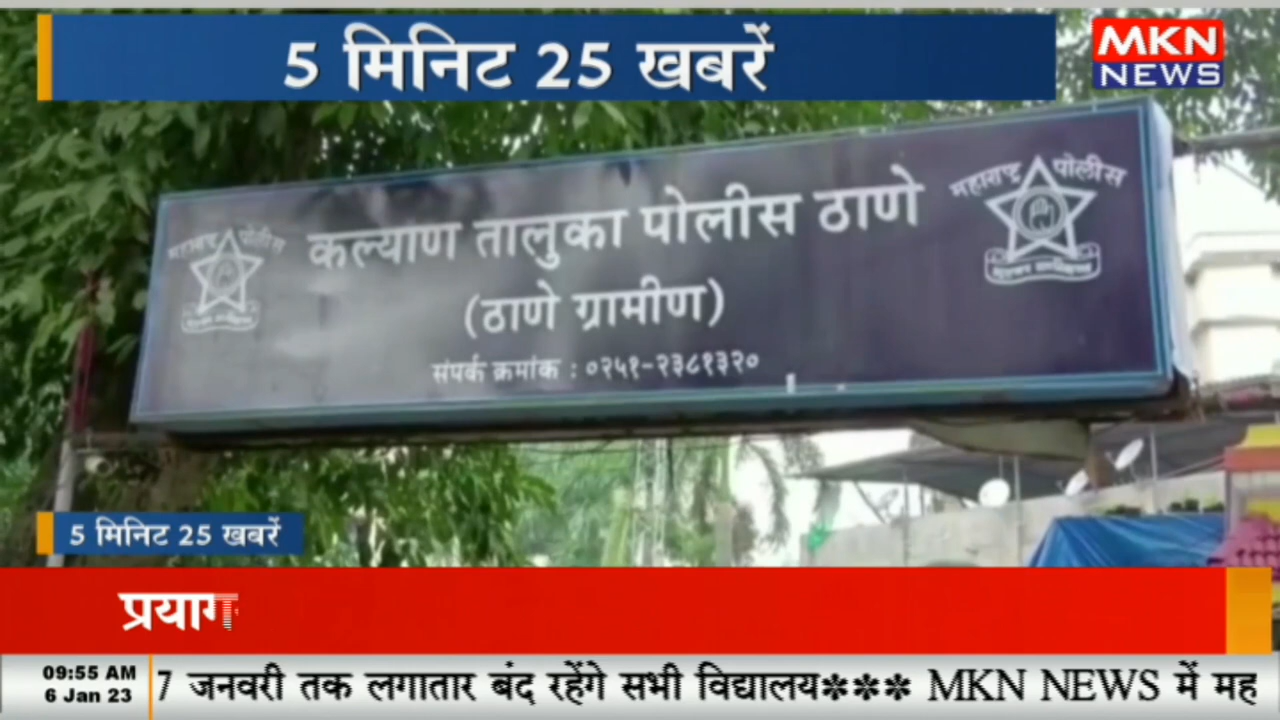 5 मिनिट 25 खबरें
MKN
NEWS
महाराष्ट्र पोलीस
महाराष्ट्र पोलीस
कल्याण तालुका पोलीस ठाणे
(ठाणे ग्रामीण)
संपर्क क्रमांक : ०२५१-२३८१३२०
5 मिनिट 25 खबरें
प्रयाग
09:55 AM
6 Jan 23
7 जनवरी तक लगातार बंद रहेंगे सभी विद्यालय*** MKN NEWS में मह